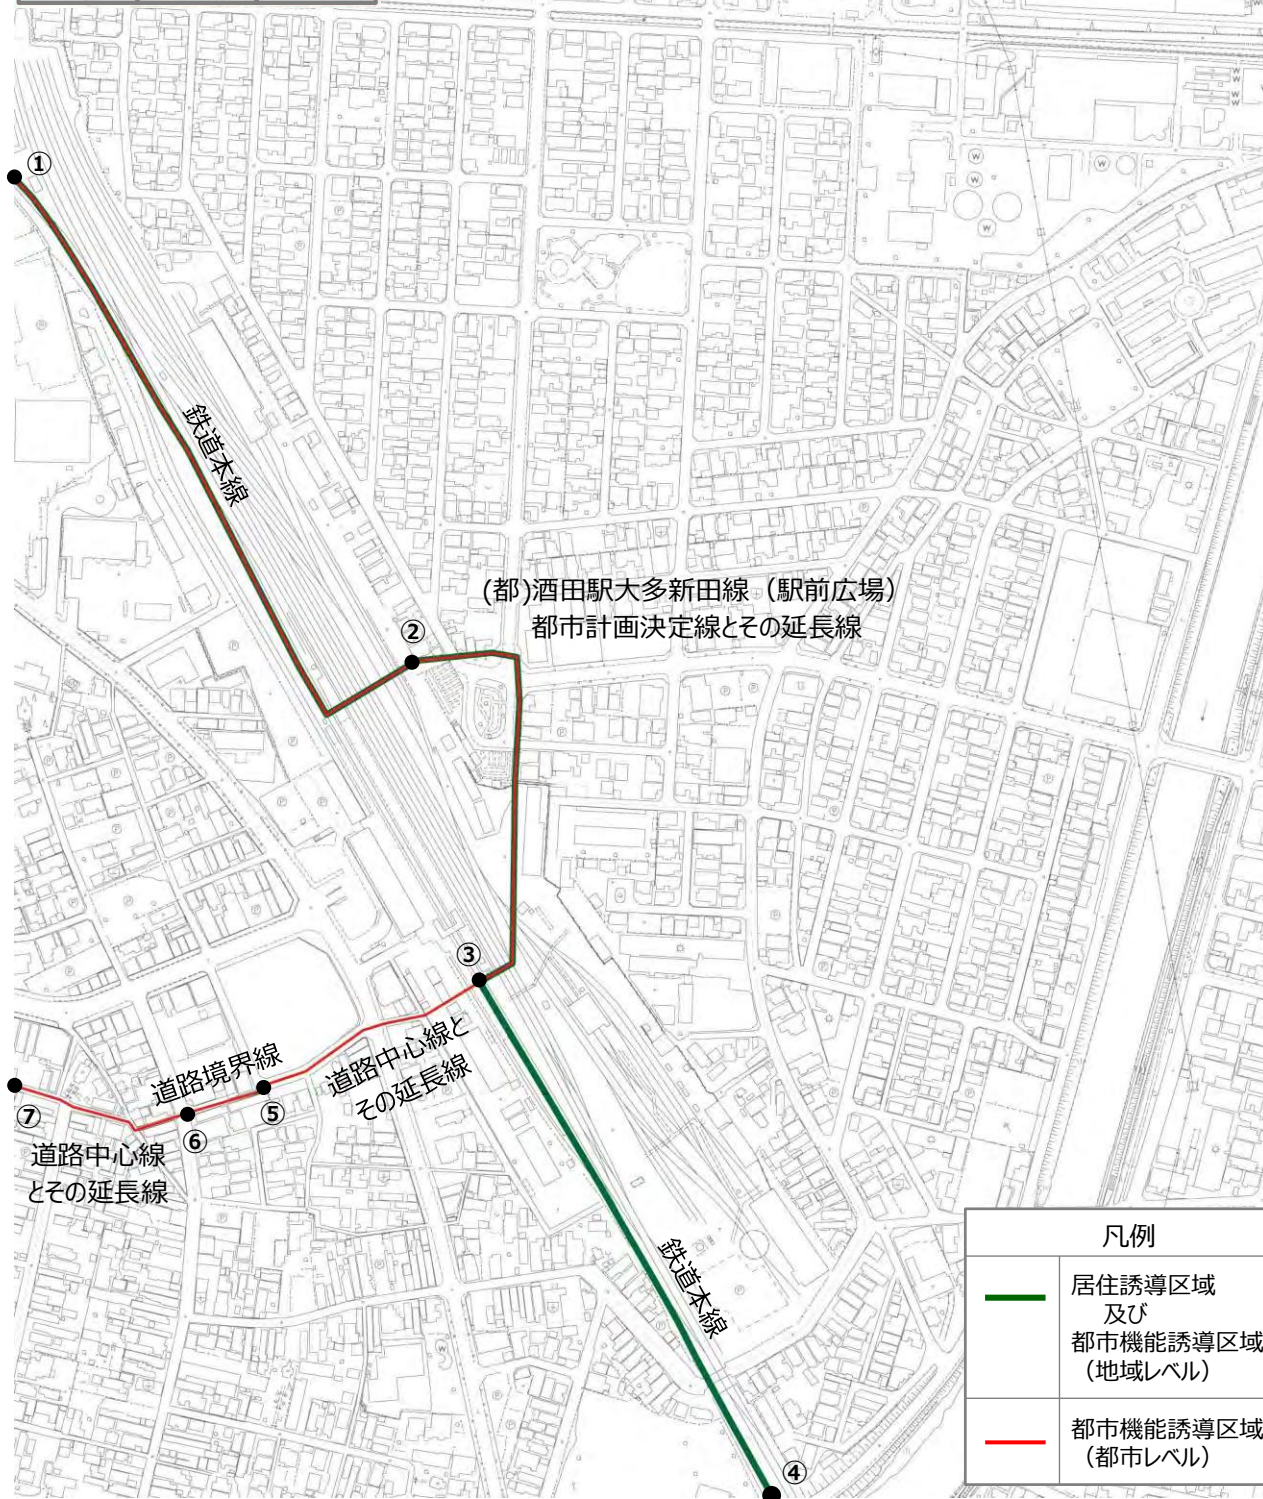 ①
鉄道本線
(都)酒田駅大多新田線（駅前広場）
都市計画決定線とその延長線
②
③
道路中心線と
その延長線
道路境界線
⑤
⑥
⑦
道路中心線
とその延長線
鉄道本線
④
凡例
居住誘導区域
及び
都市機能誘導区域
（地域レベル）
都市機能誘導区域
（都市レベル）